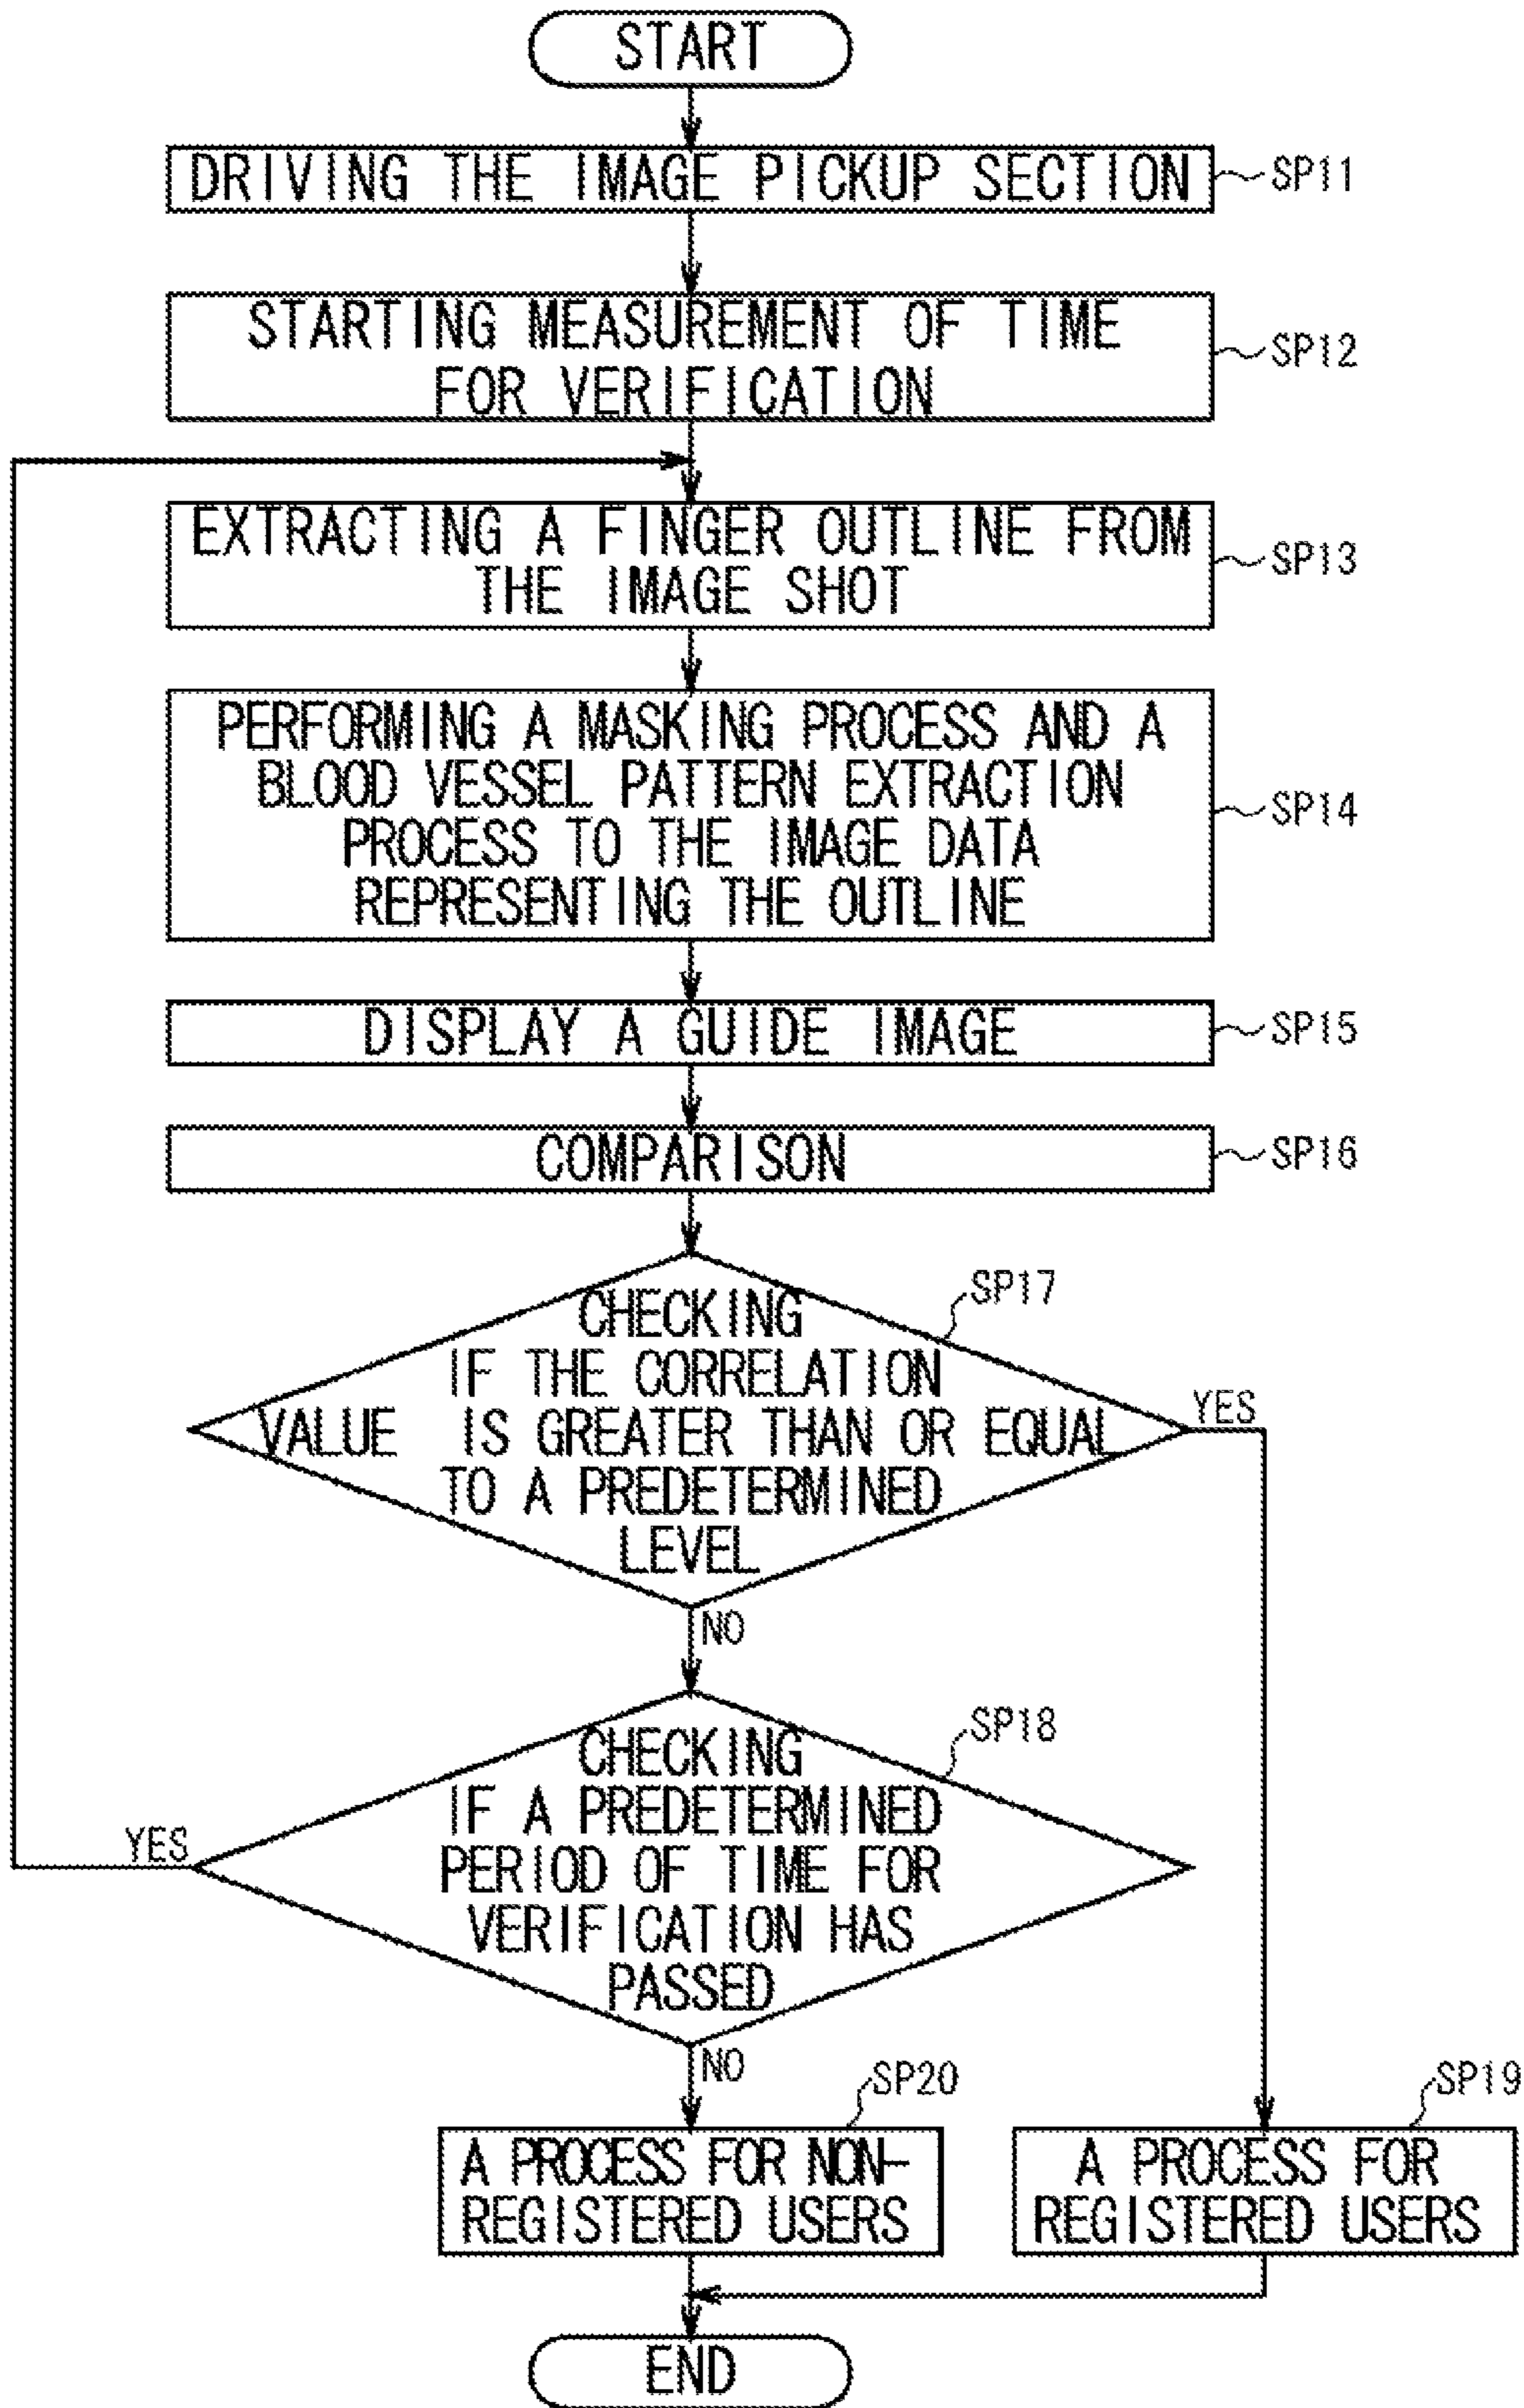 START
DRIVING THE IMAGE PICKUP SECTION
SP11
STARTING MEASUREMENT OF TIME
FOR VERIFICATION
SP12
EXTRACTING A FINGER OUTLINE FROM
THE IMAGE SHOT
SP13
PERFORMING A MASKING PROCESS AND A
BLOOD VESSEL PATTERN EXTRACTION
PROCESS TO THE IMAGE DATA
REPRESENTING THE OUTLINE
SP14
DISPLAY A GUIDE IMAGE
SP15
COMPARISON
SP16
SP17
CHECKING
IF THE CORRELATION
VALUE IS GREATER THAN OR EQUAL
TO A PREDETERMINED
LEVEL
YES
NO
SP18
CHECKING
IF A PREDETERMINED
PERIOD OF TIME FOR
VERIFICATION HAS
PASSED
YES
NO
SP20
A PROCESS FOR NON-
REGISTERED USERS
SP19
A PROCESS FOR
REGISTERED USERS
END